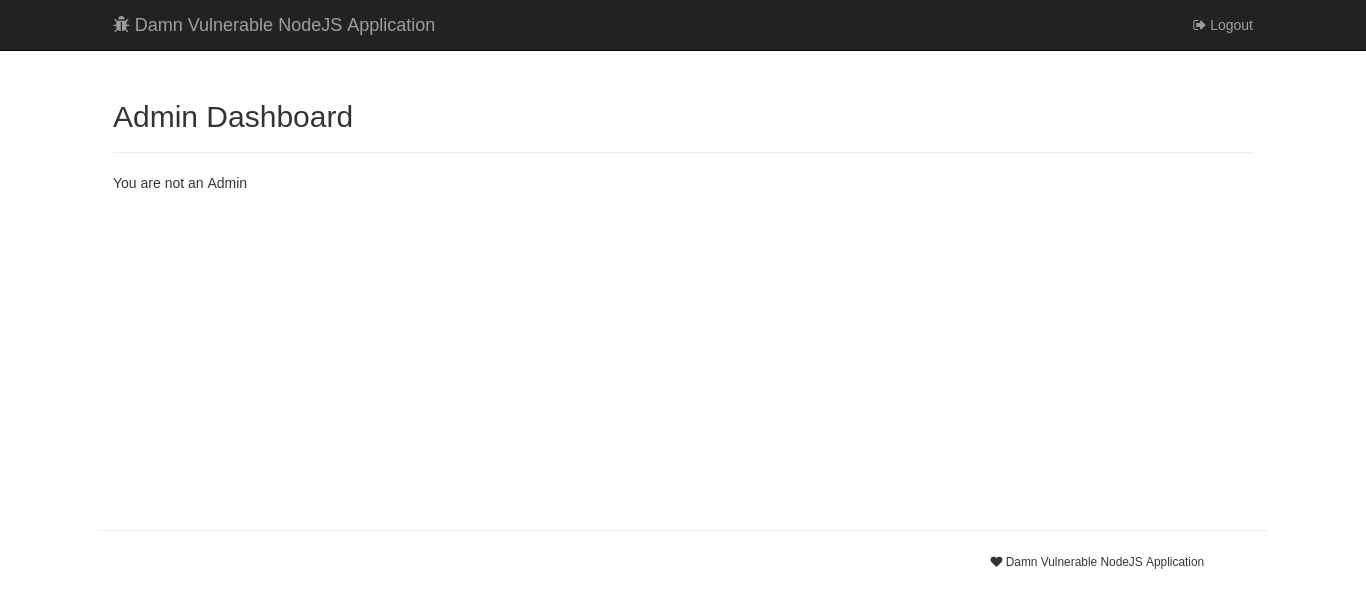 Damn Vulnerable NodeJS Application
Logout
Admin Dashboard
You are not an Admin
Damn Vulnerable NodeJS Application